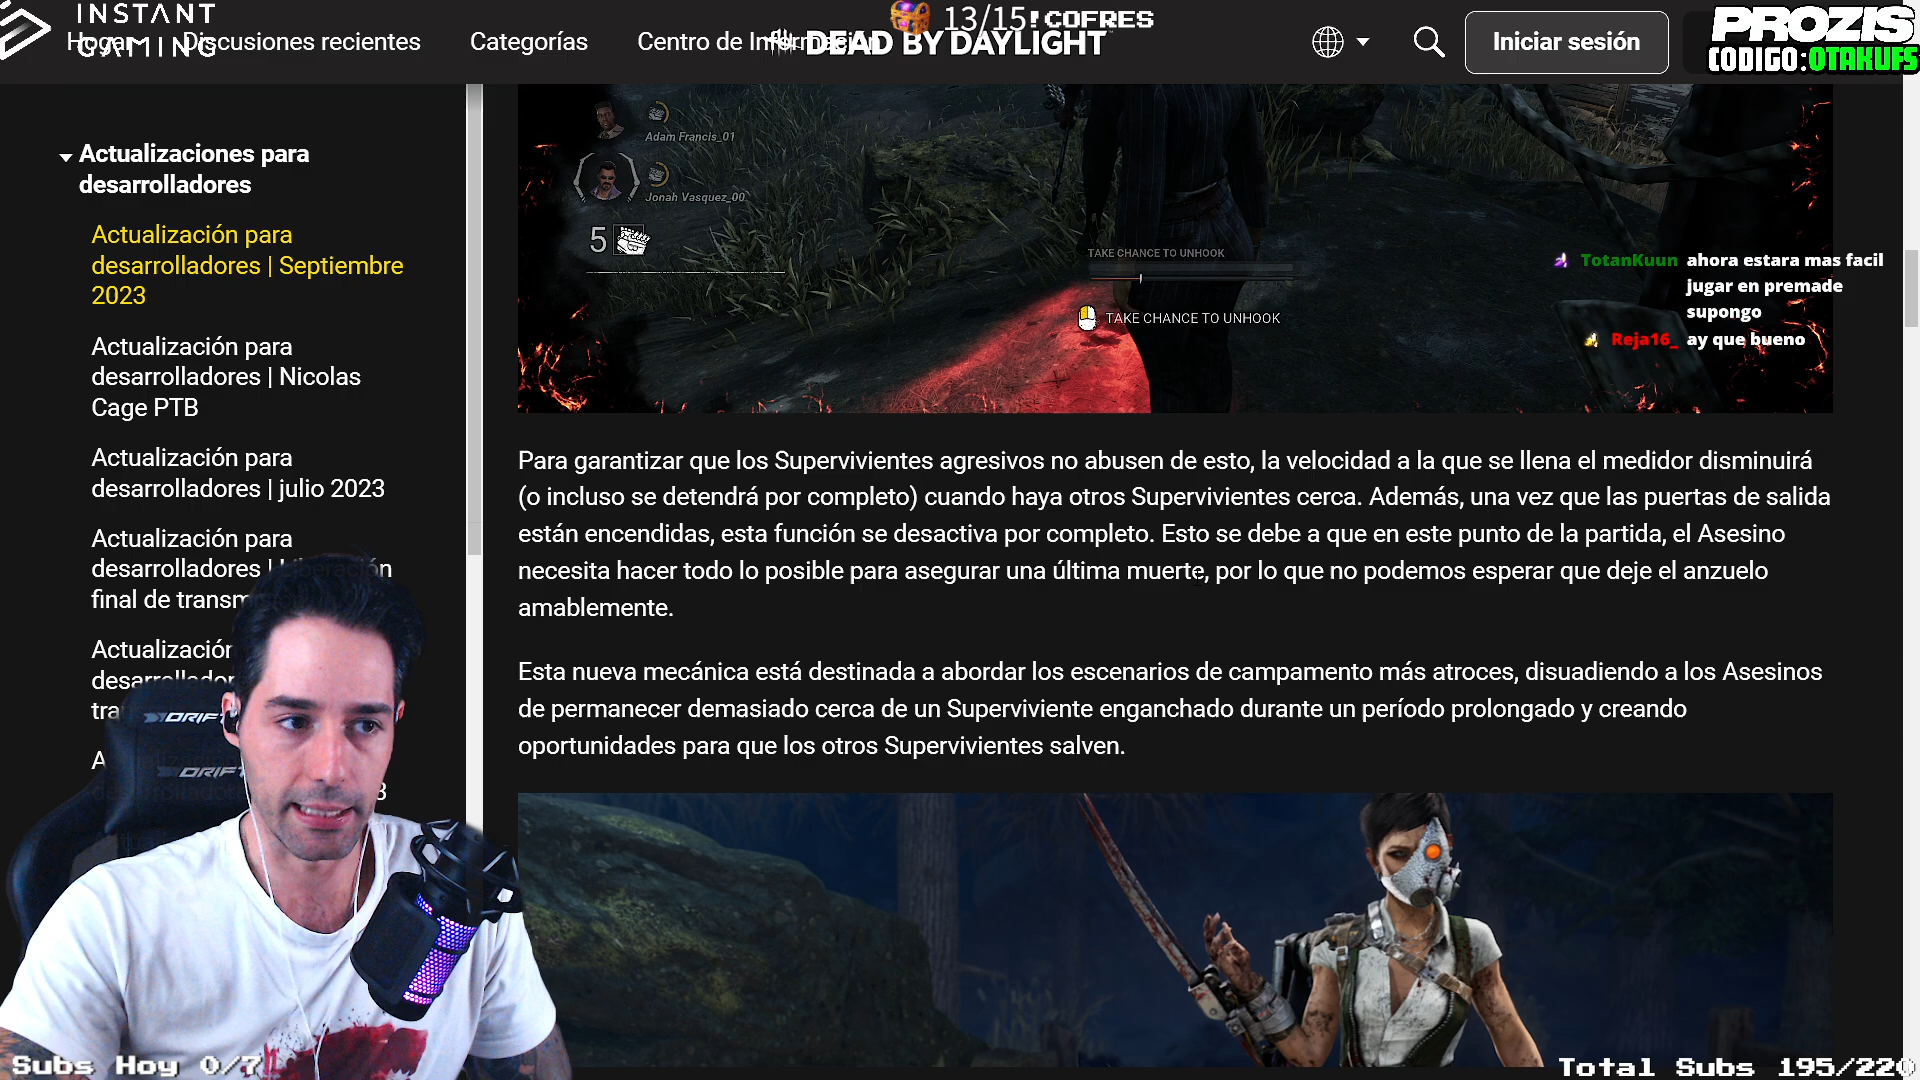 INSTANT
GAMING
Hogar
Discusiones recientes
Categorías
Centro de
DEAD BY DAYLIGHT
13/15!COFRES
Iniciar sesión
PROZIS
CODIGO:OTAKUFS
Actualizaciones para
desarrolladores
Actualización para
desarrolladores | Septiembre
2023
Actualización para
desarrolladores | Nicolas
Cage PTB
Actualización para
desarrolladores | julio 2023
Actualización para
desarrolladores | Liberación
final de
Actualización
DRIFT
DRIFT
Adam Francis_01
Jonah Vasquez_00
5
TAKE CHANCE TO UNHOOK
TAKE CHANCE TO UNHOOK
TotanKuun ahora estara mas facil
jugar en premade
supongo
Reja16_ ay que bueno
Para garantizar que los Supervivientes agresivos no abusen de esto, la velocidad a la que se llena el medidor disminuirá
(o incluso se detendrá por completo) cuando haya otros Supervivientes cerca. Además, una vez que las puertas de salida
están encendidas, esta función se desactiva por completo. Esto se debe a que en este punto de la partida, el Asesino
necesita hacer todo lo posible para asegurar una última muerte, por lo que no podemos esperar que deje el anzuelo
amablemente.
Esta nueva mecánica está destinada a abordar los escenarios de campamento más atroces, disuadiendo a los Asesinos
de permanecer demasiado cerca de un Superviviente enganchado durante un período prolongado y creando
oportunidades para que los otros Supervivientes salven.
Subs Hoy 0/7
Total Subs 195/220